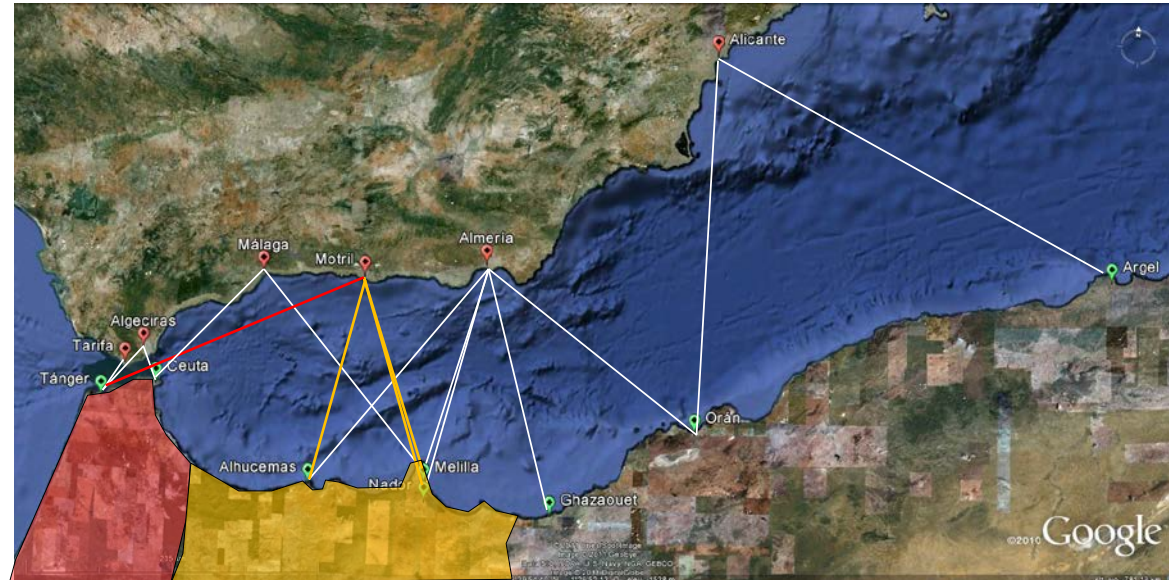 Alicante
N
Málaga
Motril
Almería
Argel
Algeciras
Tarifa
Ceuta
Tánger
Orán
Alhucemas
Melilla
Nador
Ghazaouet
©2010 Google